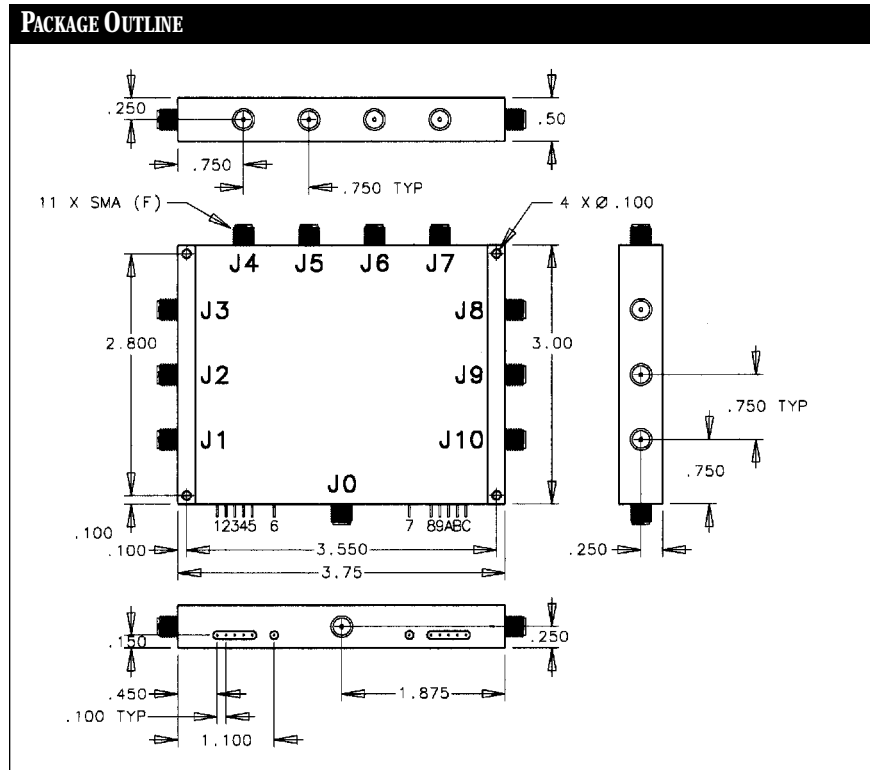 PACKAGE OUTLINE
.250
.50
.750
.750 TYP
11 X SMA (F)
4 X Ø .100
J4 J5 J6 J7
J3 J8
2.800
3.00
J2 J9
.750 TYP
J1 J10
.750
J0
12345 6 7 89ABC
.100
.100
3.550
.250
3.75
.150
.250
.450
1.875
.100 TYP
1.100